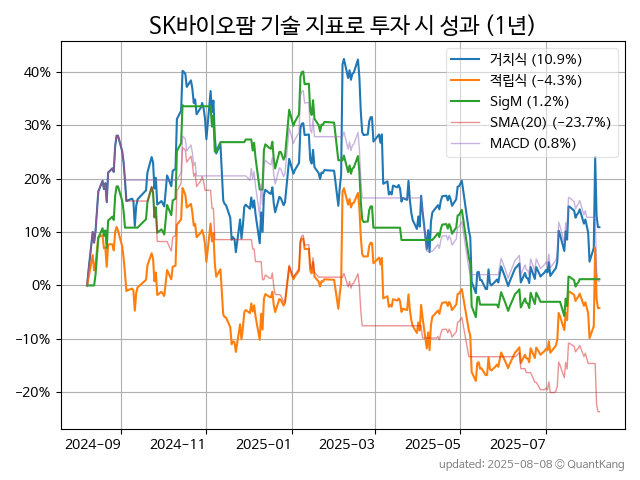 SK바이오팜 기술 지표로 투자 시 성과 (1년)
거치식 (10.9%)
적립식 (−4.3%)
SigM (1.2%)
SMA(20) (−23.7%)
MACD (0.8%)
40%
30%
20%
10%
0%
−10%
−20%
2024-09
2024-11
2025-01
2025-03
2025-05
2025-07
updated: 2025-08-08 © QuantKang